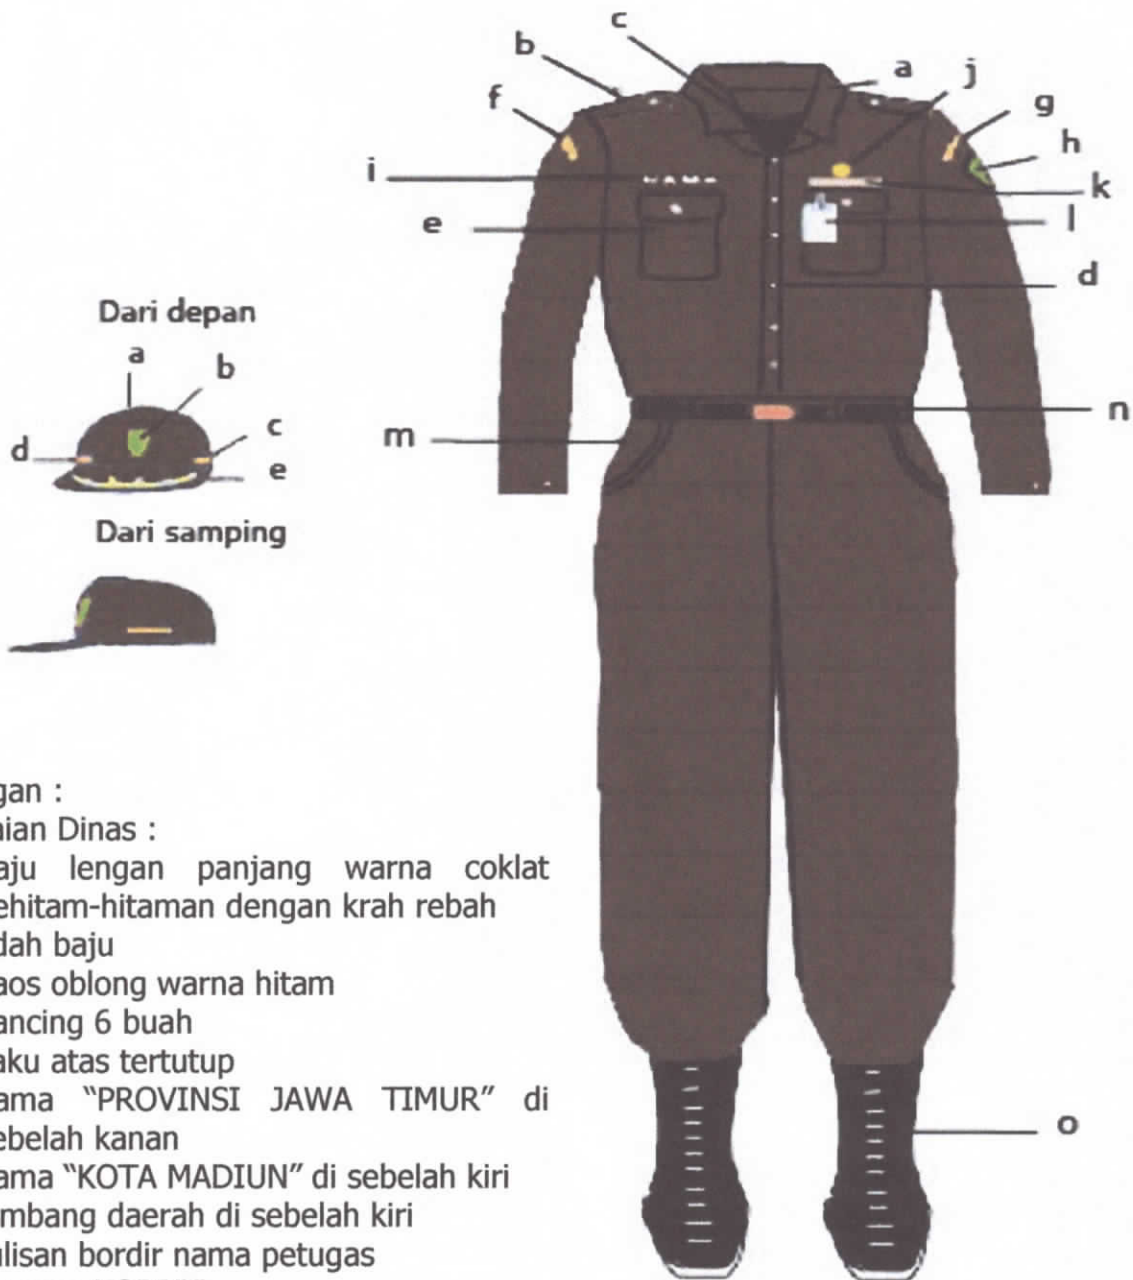 c
b
a
j
f
g
h
i
k
e
l
d
Dari depan
a
b
d
c
e
m
n
Dari samping
gan :
ian Dinas :
aju lengan panjang warna coklat
ehitam-hitaman dengan krah rebah
dah baju
aos oblong warna hitam
ancing 6 buah
aku atas tertutup
ama “PROVINSI JAWA TIMUR” di
ebelah kanan
ama “KOTA MADIUN” di sebelah kiri
mbang daerah di sebelah kiri
ulisan bordir nama petugas
o